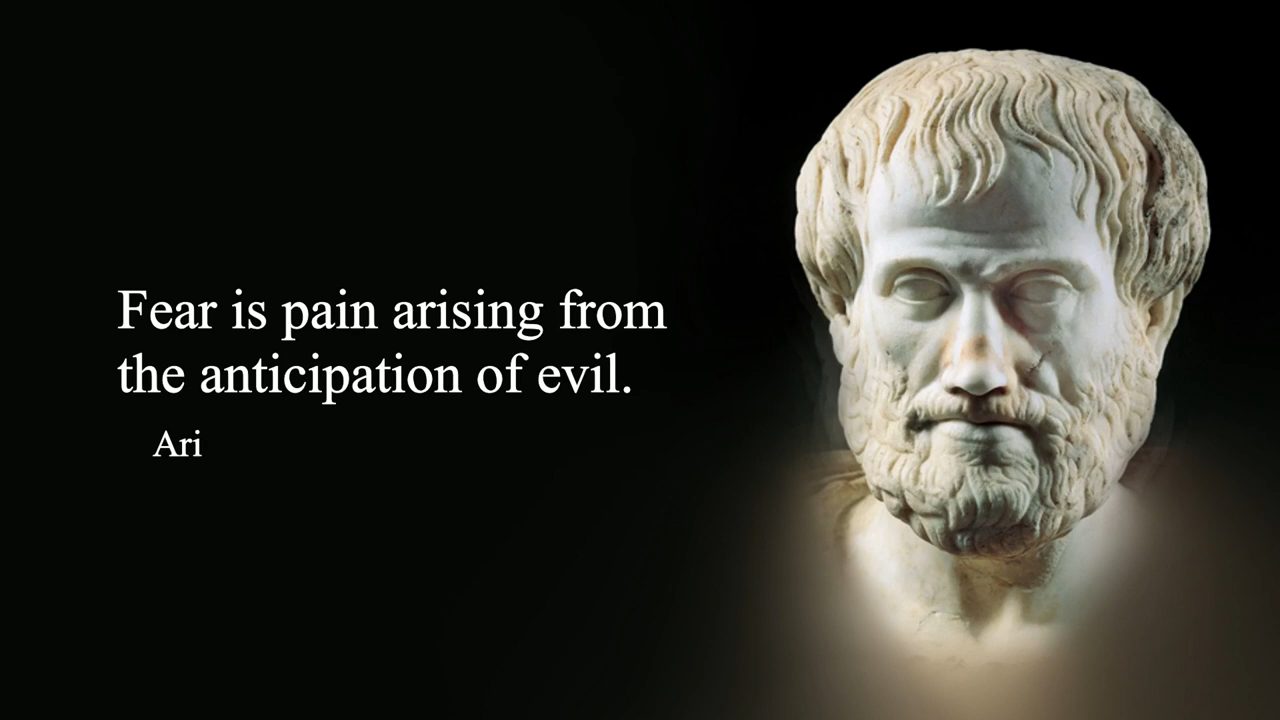 Fear is pain arising from
the anticipation of evil.
Ari